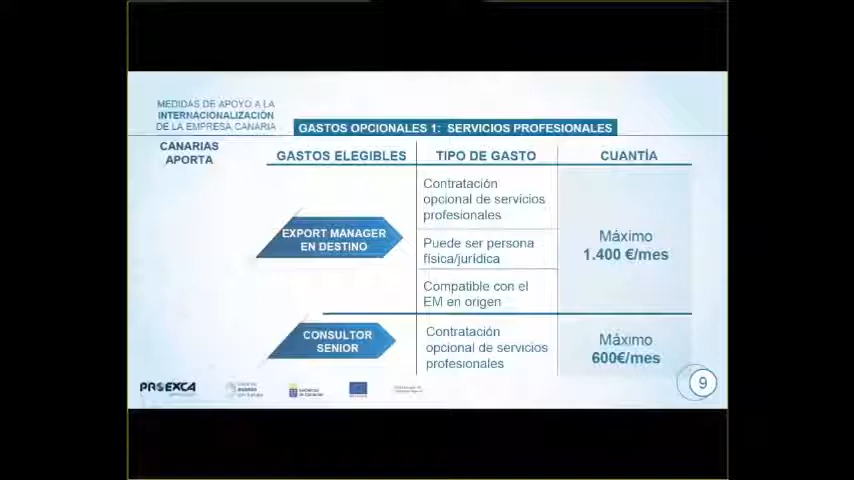 MEDIDAS DE APOYO A LA
INTERNACIONALIZACIÓN
DE LA EMPRESA CANARIA
CANARIAS
APORTA
GASTOS OPCIONALES 1: SERVICIOS PROFESIONALES
GASTOS ELEGIBLES TIPO DE GASTO CUANTÍA
EXPORT MANAGER
EN DESTINO
Contratación
opcional de servicios
profesionales
Puede ser persona
física/jurídica
Compatible con el
EM en origen
Máximo
1.400 €/mes
CONSULTOR
SENIOR
Contratación
opcional de servicios
profesionales
Máximo
600€/mes
PROEXCA
9